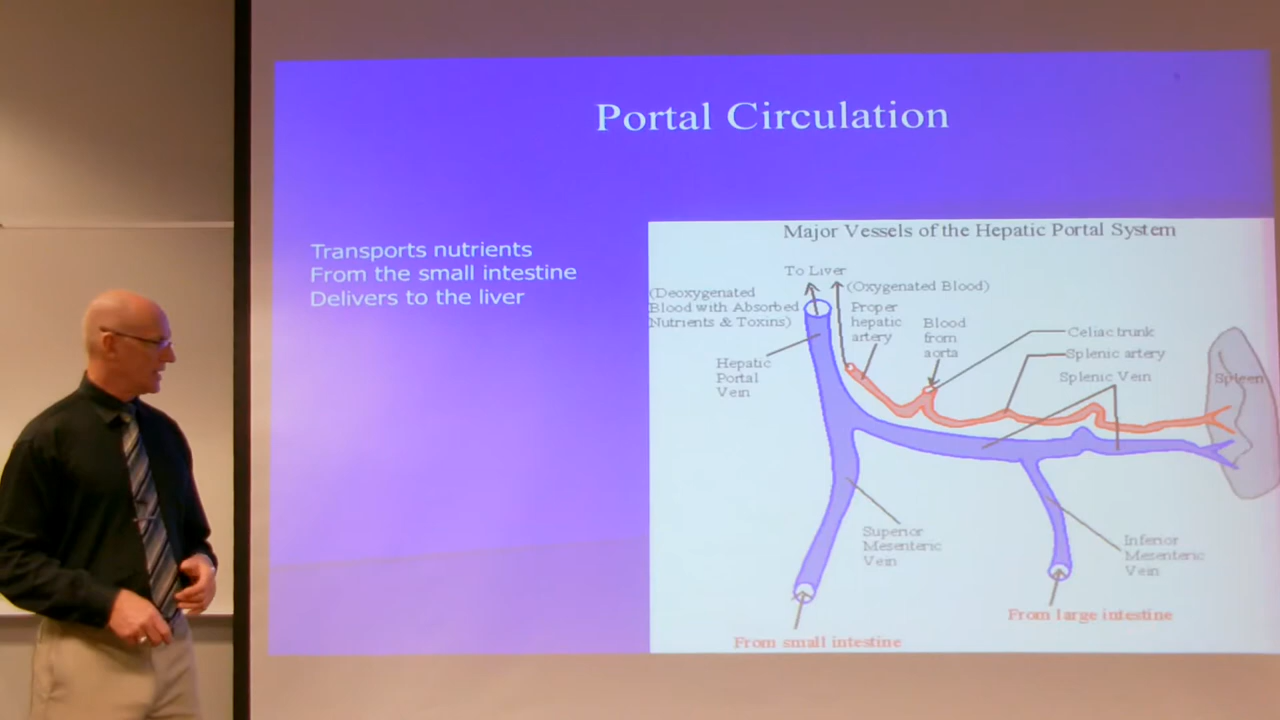 Portal Circulation
Transports nutrients
From the small intestine
Delivers to the liver
Major Vessels of the Hepatic Portal System
To Liver
(Deoxygenated
Blood with Absorbed
Nutrients & Toxins)
(Oxygenated Blood)
Proper
hepatic
artery
Blood
from
aorta
Celiac trunk
Splenic artery
Splenic Vein
Spleen
Hepatic
Portal
Vein
Superior
Mesenteric
Vein
Inferior
Mesenteric
Vein
From large intestine
From small intestine